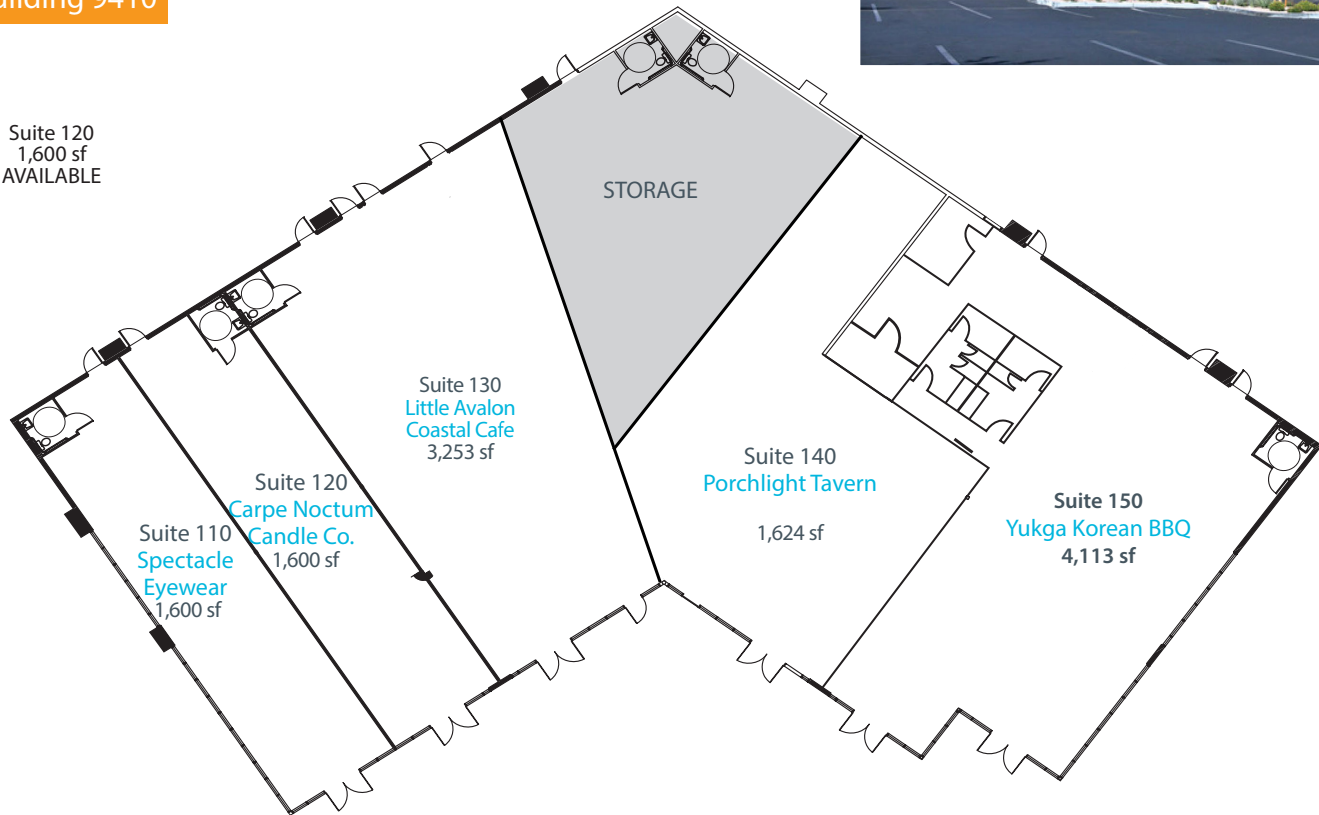 uilding 9410
Suite 120
1,600 sf
AVAILABLE
STORAGE
Suite 130
Little Avalon
Coastal Cafe
3,253 sf
Suite 140
Porchlight Tavern
1,624 sf
Suite 150
Yukga Korean BBQ
4,113 sf
Suite 120
Carpe Noctum
Candle Co.
1,600 sf
Suite 110
Spectacle
Eyewear
1,600 sf